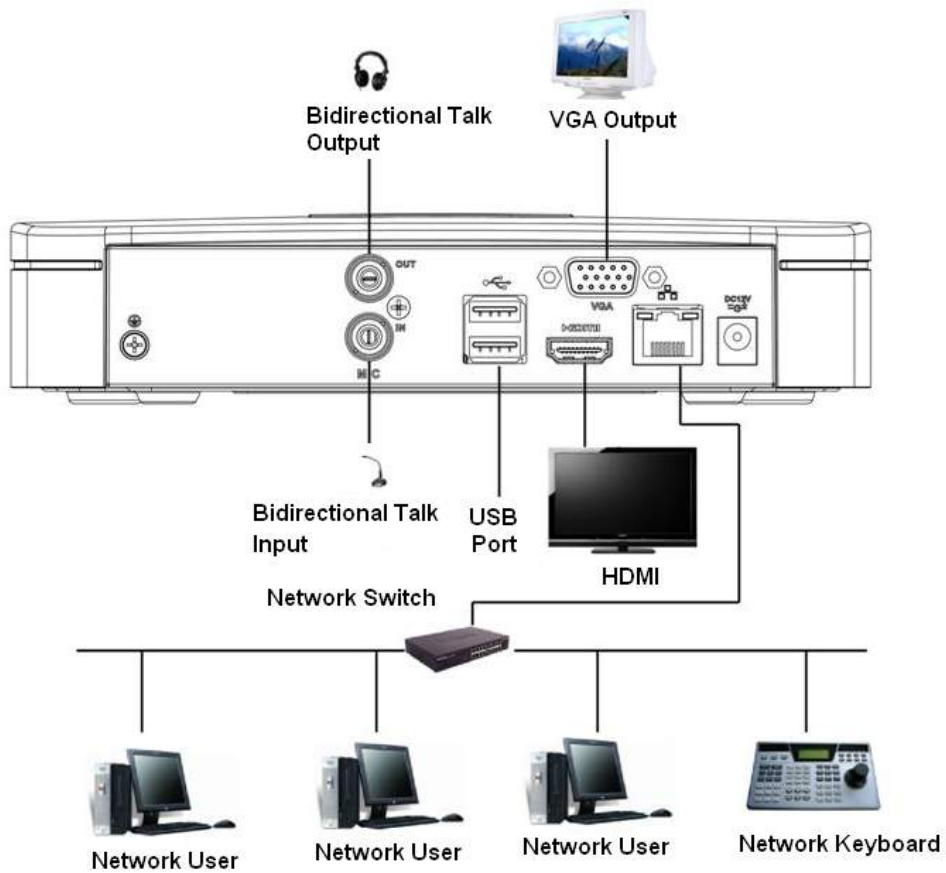 Bidirectional Talk
Output
VGA Output
OUT
IN
MIC
VGA
HDMI
DC12V
Bidirectional Talk
Input
USB
Port
HDMI
Network Switch
Network User
Network User
Network User
Network Keyboard